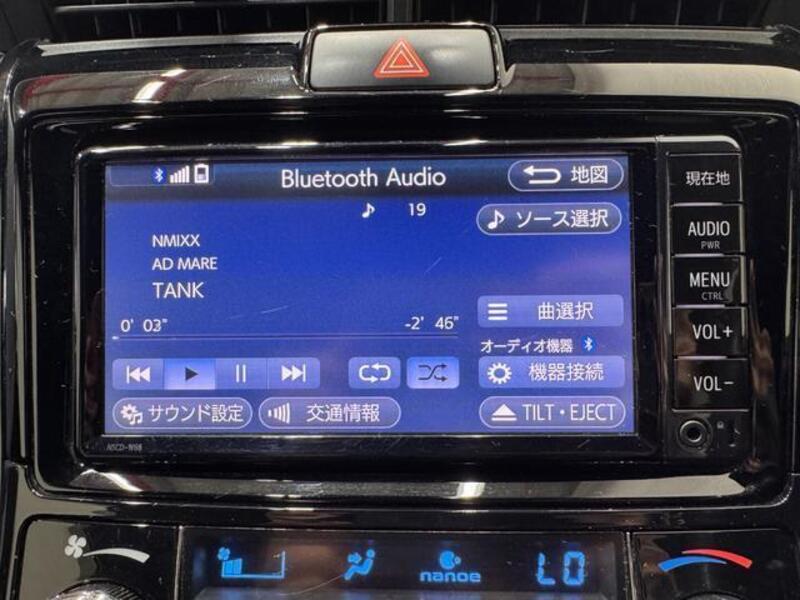 Bluetooth Audio
地図
現在地
19
ソース選択
AUDIO
PWR
NMIXX
AD MARE
TANK
MENU
CTRL
曲選択
0' 03"
-2' 46"
VOL+
オーディオ機器
機器接続
VOL-
サウンド設定
交通情報
TILT・EJECT
NSCD-W66
nanoe
LO